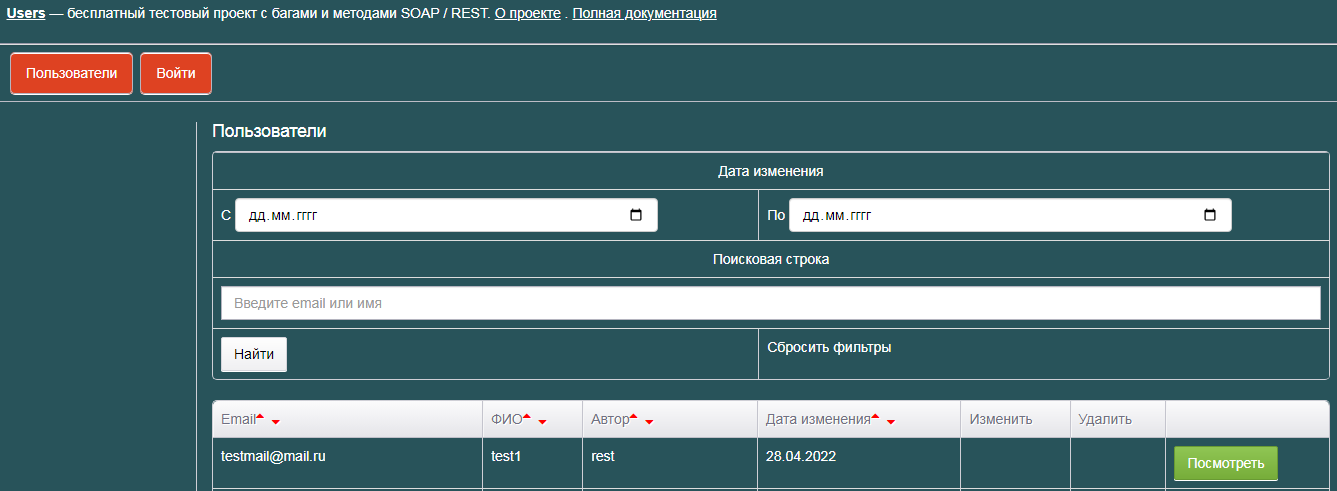 Users — бесплатный тестовый проект с багами и методами SOAP / REST. О проекте . Полная документация
Пользователи Войти
Пользователи
Дата изменения
С дд.мм.гггг По дд.мм.гггг
Поисковая строка
Введите email или имя
Найти Сбросить фильтры
Email ФИО Автор Дата изменения Изменить Удалить
testmail@mail.ru test1 rest 28.04.2022 Посмотреть